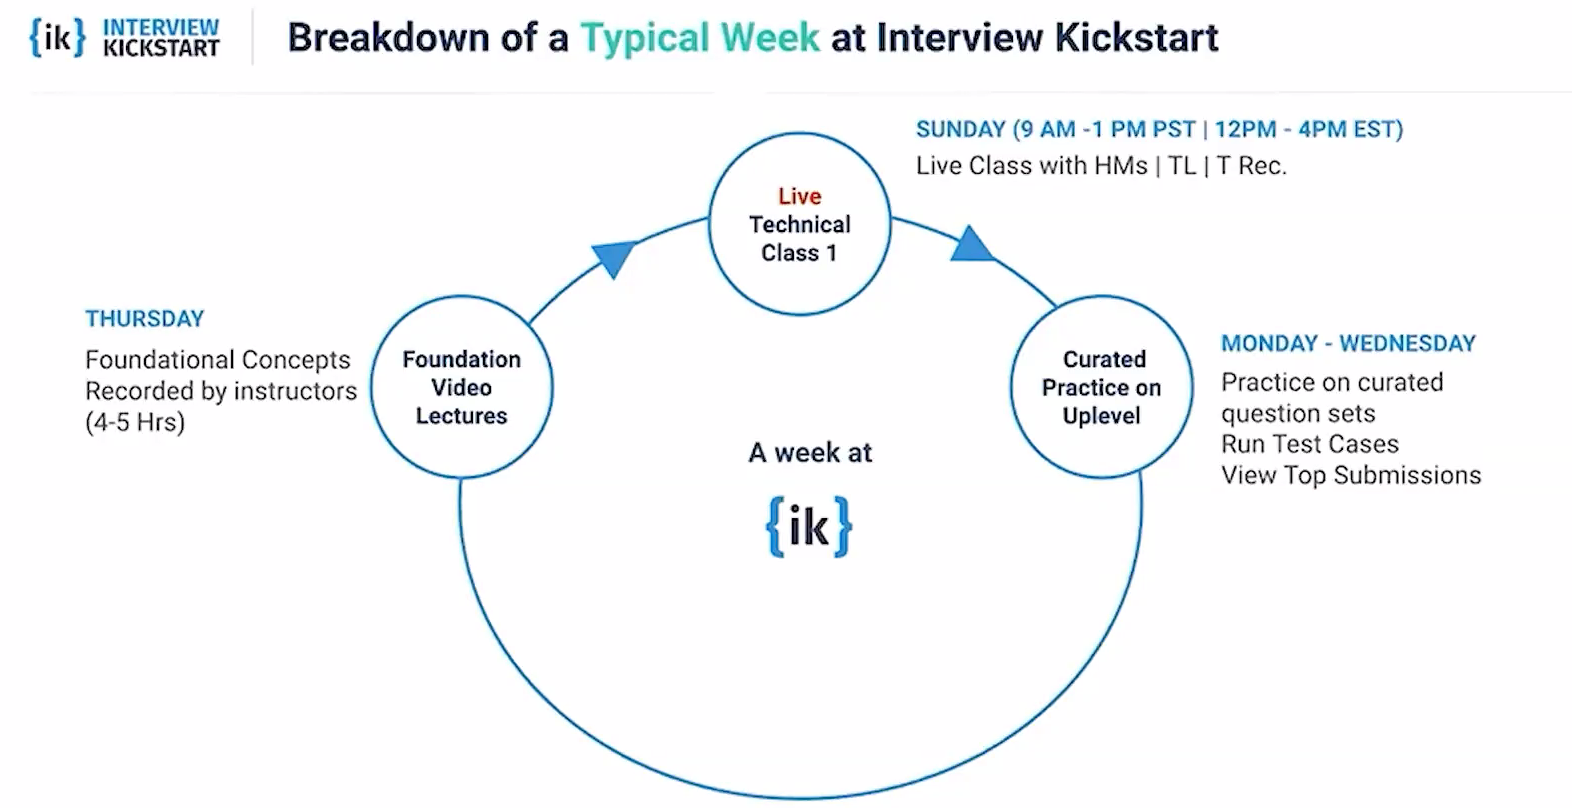 {ik} INTERVIEW
KICKSTART
Breakdown of a Typical Week at Interview Kickstart
SUNDAY (9 AM -1 PM PST | 12PM - 4PM EST)
Live Class with HMs | TL | T Rec.
Live
Technical
Class 1
THURSDAY
Foundational Concepts
Recorded by instructors
(4-5 Hrs)
Foundation
Video
Lectures
Curated
Practice on
Uplevel
MONDAY - WEDNESDAY
Practice on curated
question sets
Run Test Cases
View Top Submissions
A week at
{ik}